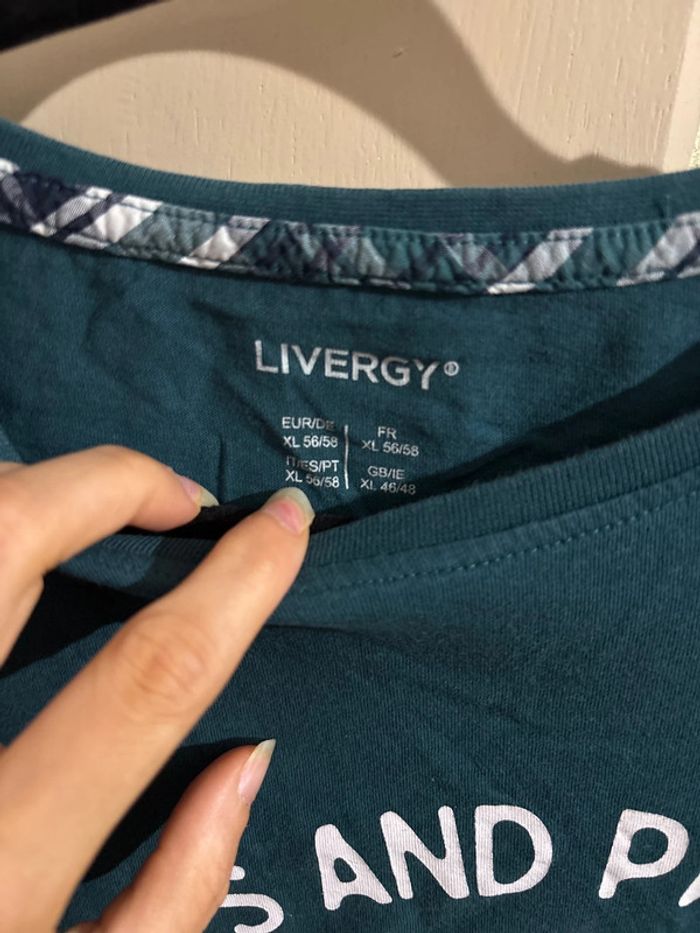 LIVERGY®
EUR/DE
XL 56/58
FR
XL 56/58
IT/ES/PT
XL 56/58
GB/IE
XL 46/48
AND